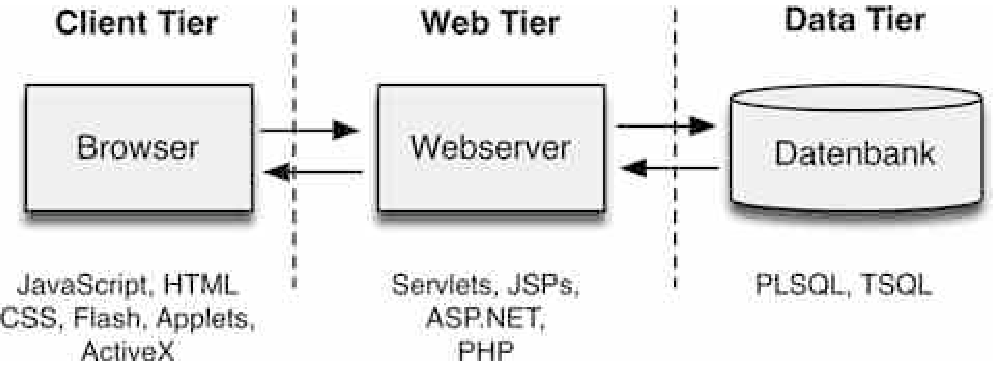 Client Tier
Web Tier
Data Tier
Browser
Webserver
Datenbank
JavaScript, HTML
CSS, Flash, Applets,
ActiveX
Servlets, JSPs,
ASP.NET,
PHP
PLSQL, TSQL